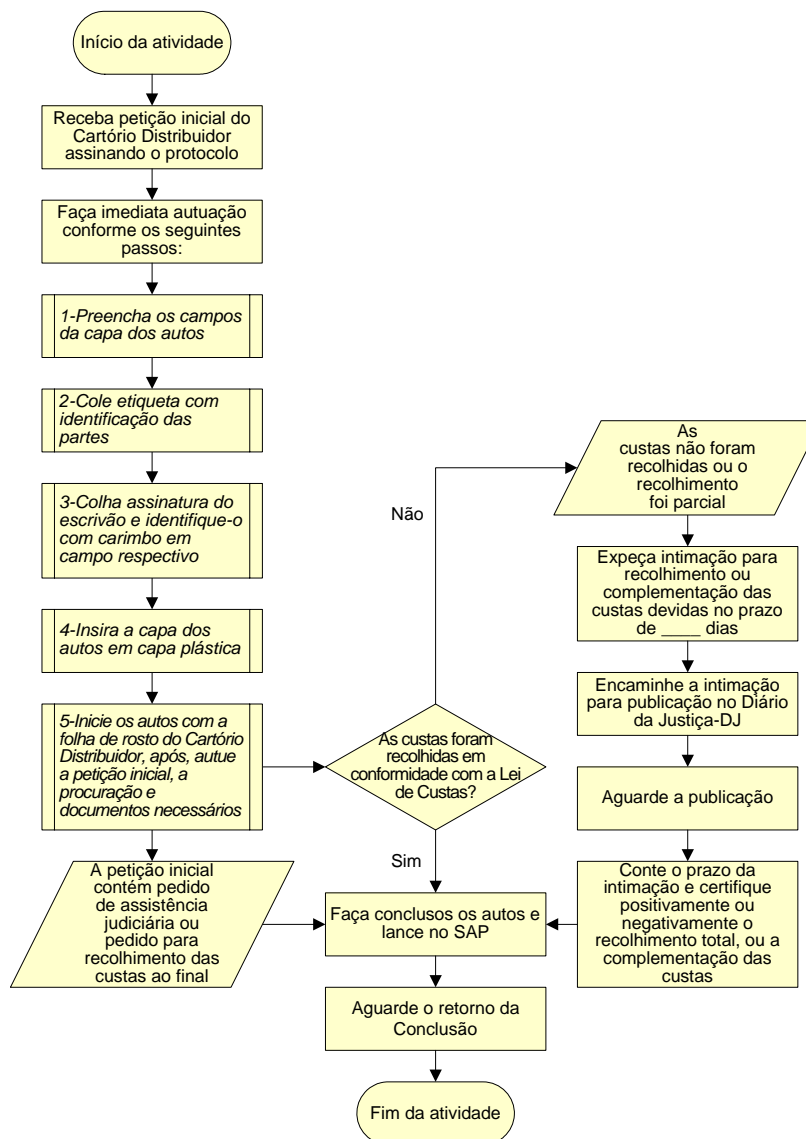 Início da atividade
Receba petição inicial do
Cartório Distribuidor
assinando o protocolo
Faça imediata autuação
conforme os seguintes
passos:
1-Preencha os campos
da capa dos autos
2-Cole etiqueta com
identificação das
partes
3-Colha assinatura do
escrivão e identifique-o
com carimbo em
campo respectivo
4-Insira a capa dos
autos em capa plástica
5-Inicie os autos com a
folha de rosto do Cartório
Distribuidor, após, autue
a petição inicial, a
procuração e
documentos necessários
A petição inicial
contém pedido
de assistência
judiciária ou
pedido para
recolhimento das
custas ao final
As custas foram
recolhidas em
conformidade com a Lei
de Custas?
Não
As
custas não foram
recolhidas ou o
recolhimento
foi parcial
Expeça intimação para
recolhimento ou
complementação das
custas devidas no prazo
de ____ dias
Encaminhe a intimação
para publicação no Diário
da Justiça-DJ
Aguarde a publicação
Conte o prazo da
intimação e certifique
positivamente ou
negativamente o
recolhimento total, ou a
complementação das
custas
Sim
Faça conclusos os autos e
lance no SAP
Aguarde o retorno da
Conclusão
Fim da atividade